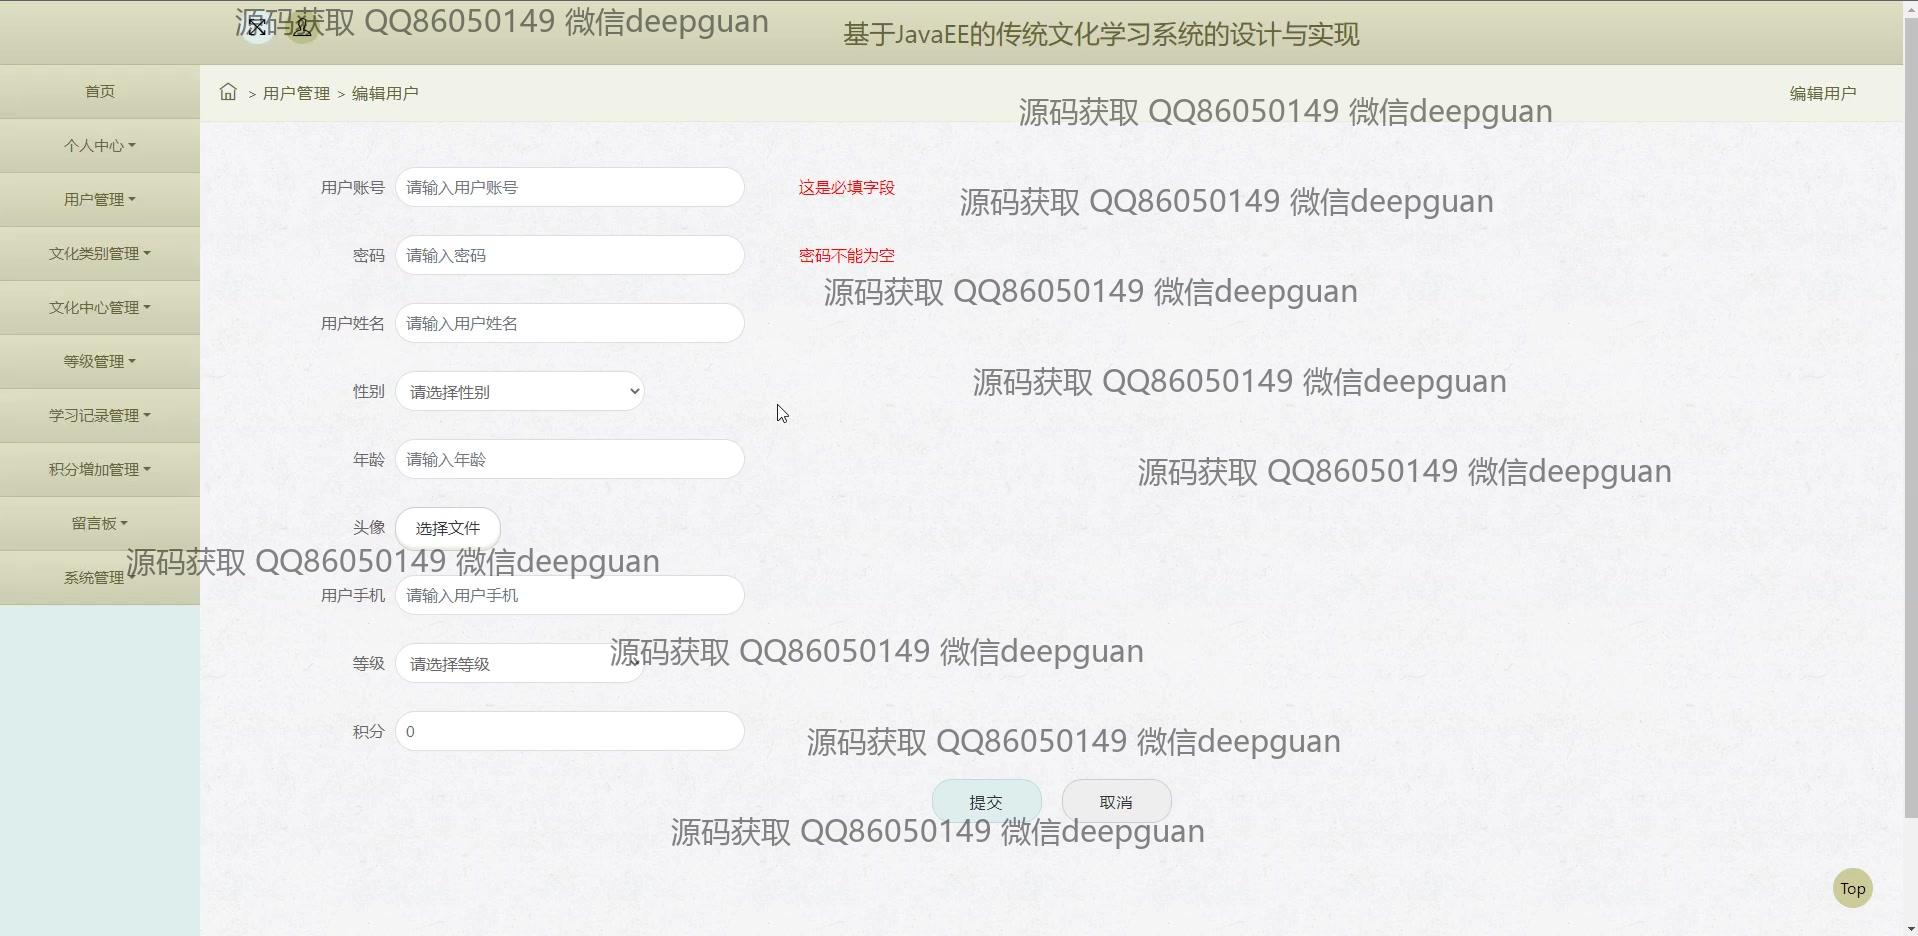 源码获取 QQ86050149 微信deepguan
基于JavaEE的传统文化学习系统的设计与实现
首页
个人中心
用户管理
文化类别管理
文化中心管理
等级管理
学习记录管理
积分增加管理
留言板
系统管理
> 用户管理 > 编辑用户
编辑用户
源码获取 QQ86050149 微信deepguan
用户账号 请输入用户账号 这是必填字段
源码获取 QQ86050149 微信deepguan
密码 请输入密码 密码不能为空
源码获取 QQ86050149 微信deepguan
用户姓名 请输入用户姓名
性别 请选择性别
源码获取 QQ86050149 微信deepguan
年龄 请输入年龄
源码获取 QQ86050149 微信deepguan
头像 选择文件
源码获取 QQ86050149 微信deepguan
用户手机 请输入用户手机
源码获取 QQ86050149 微信deepguan
等级 请选择等级
积分 0
源码获取 QQ86050149 微信deepguan
提交 取消
源码获取 QQ86050149 微信deepguan
Top